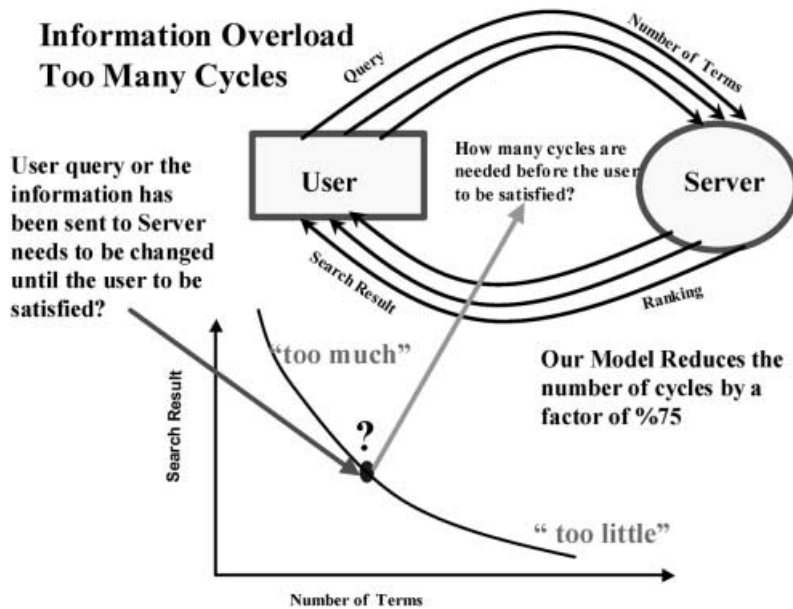 Information Overload
Too Many Cycles
Query
Number of Terms
User query or the
information has
been sent to Server
needs to be changed
until the user to be
satisfied?
User
How many cycles are
needed before the user
to be satisfied?
Server
Search Result
Ranking
"too much"
Our Model Reduces the
number of cycles by a
factor of %75
?
Search Result
" too little"
Number of Terms